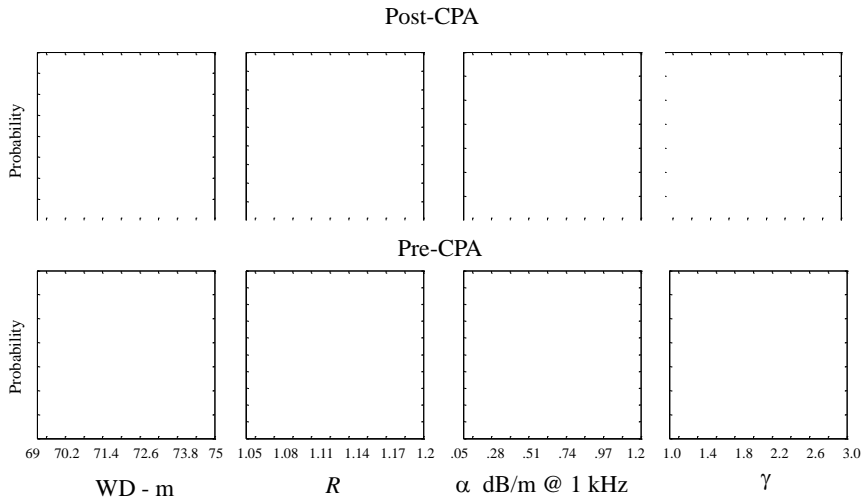 Post-CPA
Probability
Pre-CPA
Probability
69 70.2 71.4 72.6 73.8 75
1.05 1.08 1.11 1.14 1.17 1.2
.05 .28 .51 .74 .97 1.2
1.0 1.4 1.8 2.2 2.6 3.0
WD - m
R
α dB/m @ 1 kHz
γ